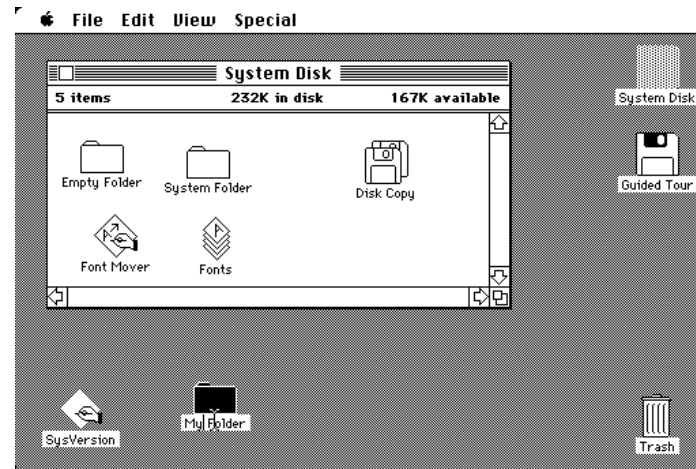 File Edit View Special
System Disk
5 items 232K in disk 167K available
System Disk
Empty Folder System Folder Disk Copy
Guided Tour
Font Mover Fonts
My Folder
SysVersion
Trash